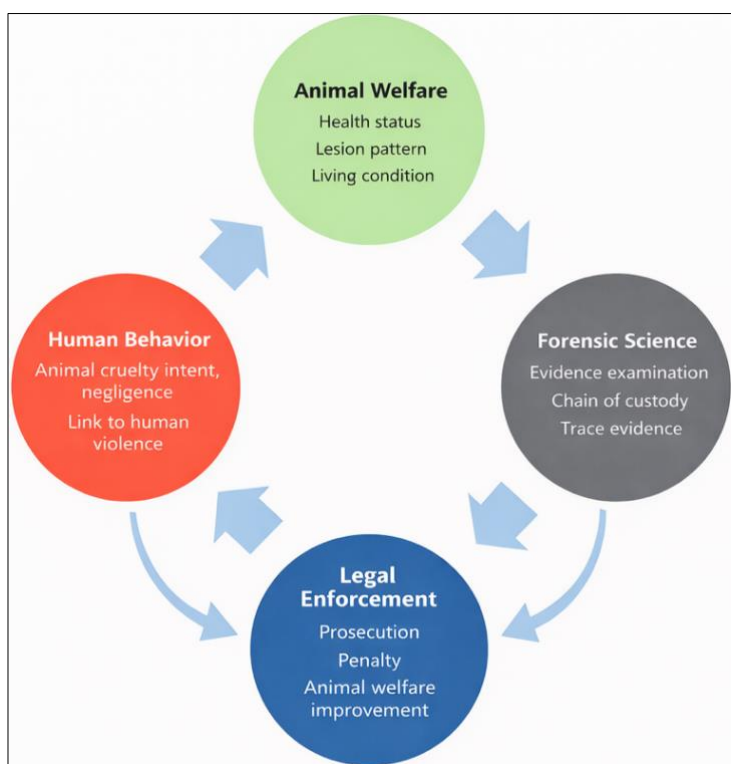 Animal Welfare
Health status
Lesion pattern
Living condition
Human Behavior
Animal cruelty intent,
negligence
Link to human
violence
Forensic Science
Evidence examination
Chain of custody
Trace evidence
Legal
Enforcement
Prosecution
Penalty
Animal welfare
improvement